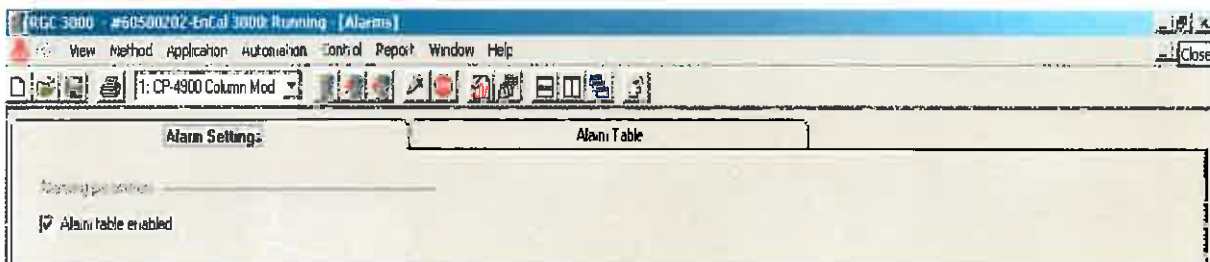 RGC 3000 - #60500202-EnCal 3000: Running - [Alarms]
View Method Application Automation Control Report Window Help
Close
1: CP-4900 Column Mod
Alarm Settings
Alarm Table
Alarm table enabled